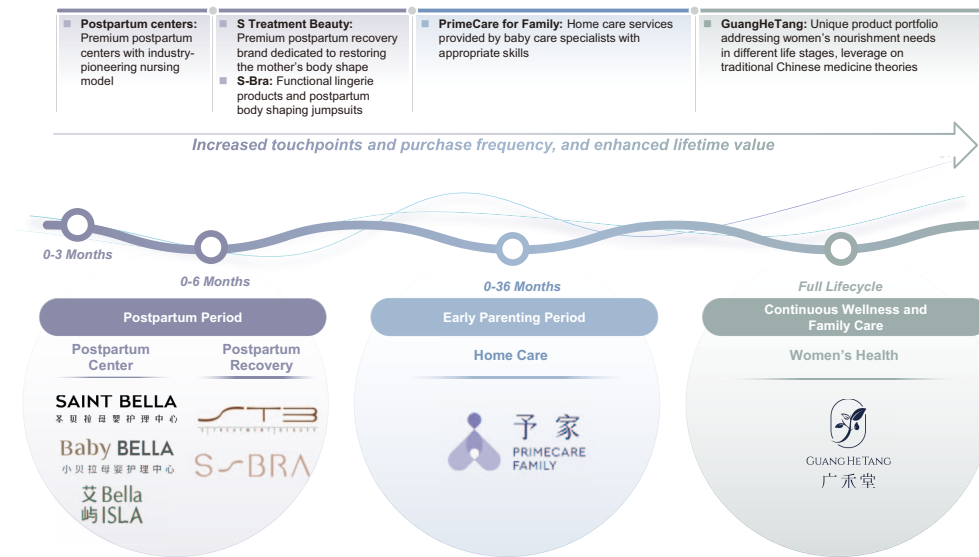 Postpartum centers:
Premium postpartum
centers with industry-
pioneering nursing
model
S Treatment Beauty:
Premium postpartum recovery
brand dedicated to restoring
the mother's body shape
S-Bra: Functional lingerie
products and postpartum
body shaping jumpsuits
PrimeCare for Family: Home care services
provided by baby care specialists with
appropriate skills
GuangHeTang: Unique product portfolio
addressing women's nourishment needs
in different life stages, leverage on
traditional Chinese medicine theories
Increased touchpoints and purchase frequency, and enhanced lifetime value
0-3 Months
0-6 Months
0-36 Months
Full Lifecycle
Postpartum Period
Postpartum
Center
Postpartum
Recovery
SAINT BELLA
圣贝拉母婴护理中心
Baby BELLA
小贝拉母婴护理中心
艾Bella
屿ISLA
STB
S|TREATMENT|BEAUTY
S-BRA
Early Parenting Period
Home Care
予家
PRIMECARE
FAMILY
Continuous Wellness and
Family Care
Women's Health
GUANGHETANG
广禾堂